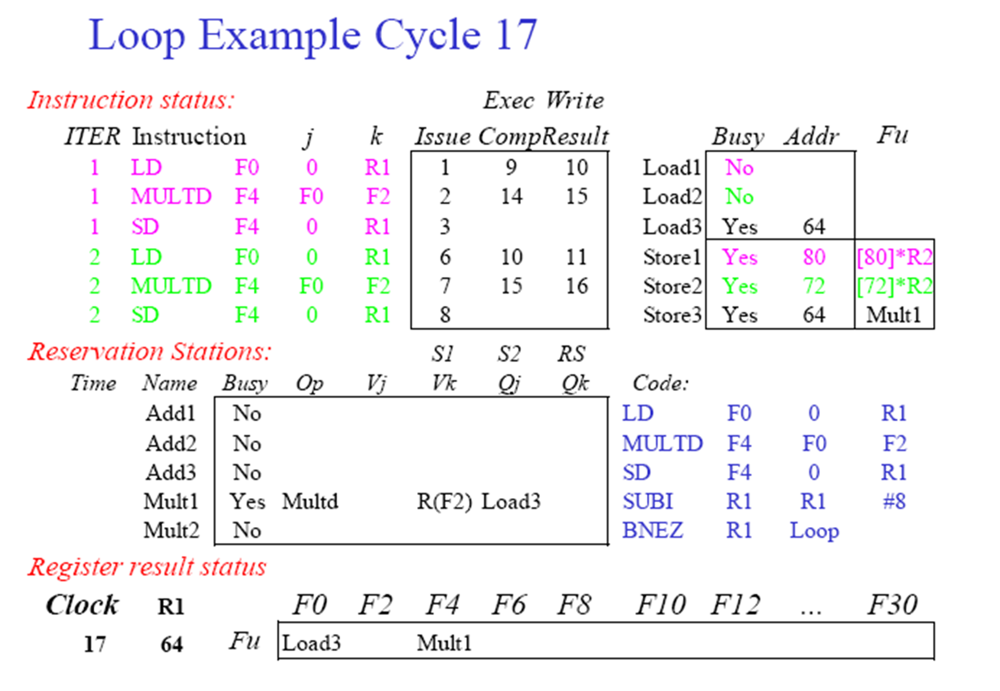 Loop Example Cycle 17
Instruction status: Exec Write
ITER Instruction j k Issue Comp Result Busy Addr Fu
1 LD F0 0 R1 1 9 10 Load1 No
1 MULTD F4 F0 F2 2 14 15 Load2 No
1 SD F4 0 R1 3 Load3 Yes 64
2 LD F0 0 R1 6 10 11 Store1 Yes 80 [80]*R2
2 MULTD F4 F0 F2 7 15 16 Store2 Yes 72 [72]*R2
2 SD F4 0 R1 8 Store3 Yes 64 Mult1
Reservation Stations: S1 S2 RS
Time Name Busy Op Vj Vk Qj Qk Code:
Add1 No LD F0 0 R1
Add2 No MULTD F4 F0 F2
Add3 No SD F4 0 R1
Mult1 Yes Multd R(F2) Load3 SUBI R1 R1 #8
Mult2 No BNEZ R1 Loop
Register result status
Clock R1 F0 F2 F4 F6 F8 F10 F12 ... F30
17 64 Fu Load3 Mult1